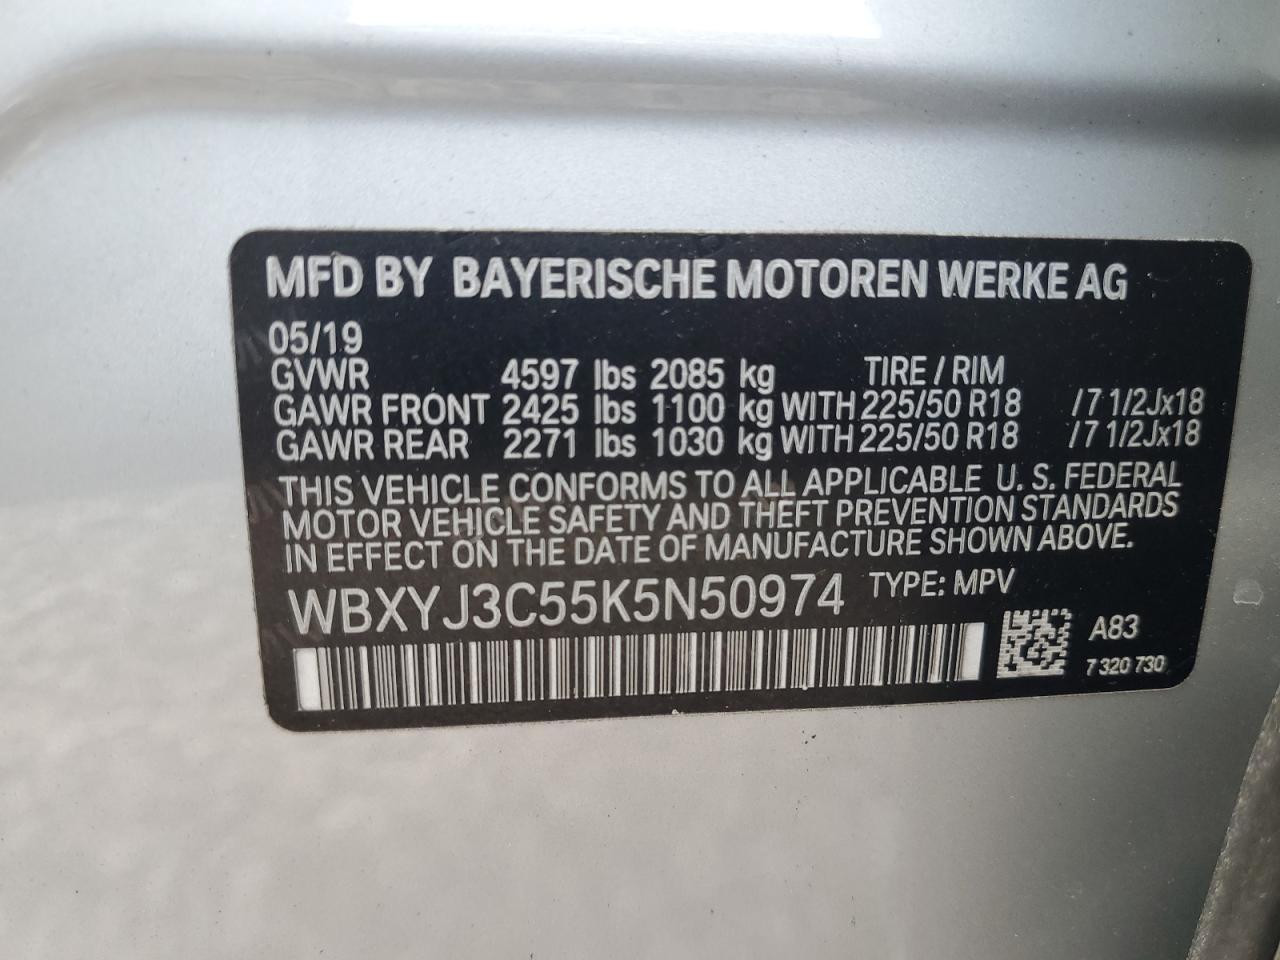 MFD BY BAYERISCHE MOTOREN WERKE AG
05/19
GVWR 4597 lbs 2085 kg TIRE / RIM
GAWR FRONT 2425 lbs 1100 kg WITH 225/50 R18 /7 1/2Jx18
GAWR REAR 2271 lbs 1030 kg WITH 225/50 R18 /7 1/2Jx18
THIS VEHICLE CONFORMS TO ALL APPLICABLE U. S. FEDERAL
MOTOR VEHICLE SAFETY AND THEFT PREVENTION STANDARDS
IN EFFECT ON THE DATE OF MANUFACTURE SHOWN ABOVE.
WBXYJ3C55K5N50974 TYPE: MPV
A83
7 320 730